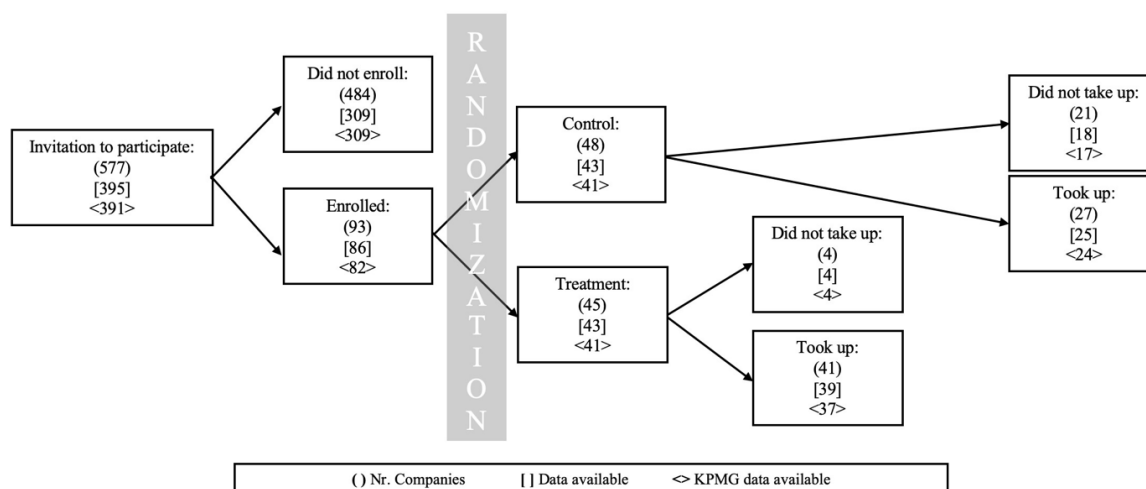 Invitation to participate:
(577)
[395]
<391>
Did not enroll:
(484)
[309]
<309>
Enrolled:
(93)
[86]
<82>
RANDOMIZATION
Control:
(48)
[43]
<41>
Treatment:
(45)
[43]
<41>
Did not take up:
(4)
[4]
<4>
Took up:
(41)
[39]
<37>
Did not take up:
(21)
[18]
<17>
Took up:
(27)
[25]
<24>
( ) Nr. Companies [ ] Data available <> KPMG data available